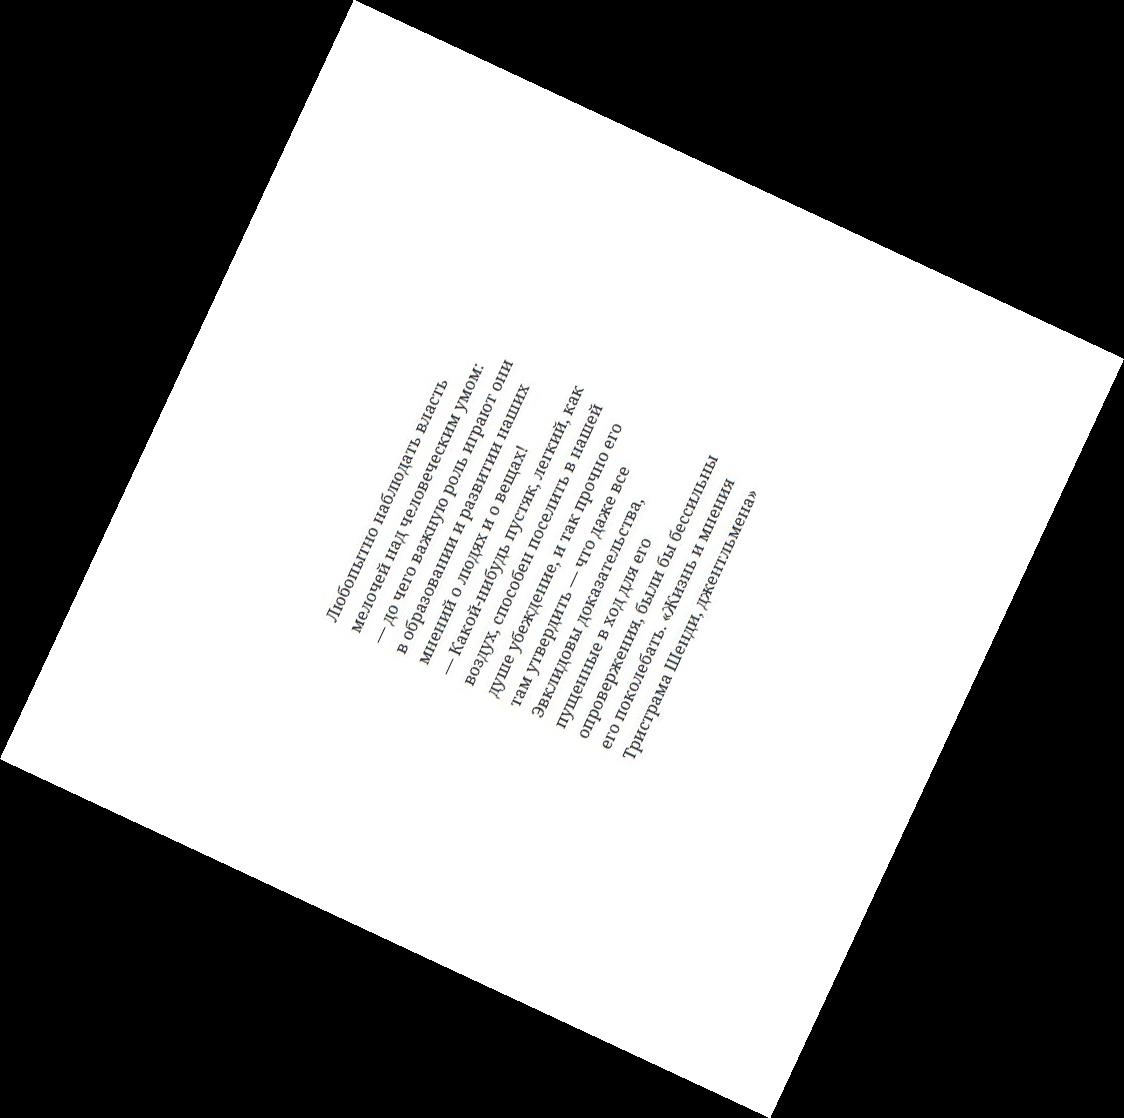 Любопытно наблюдать власть
мелочей над человеческим умом:
— до чего важную роль играют они
в образовании и развитии наших
мнений о людях и о вещах!
— Какой-нибудь пустяк, легкий, как
воздух, способен поселить в нашей
душе убеждение, и так прочно его
там утвердить — что даже все
Эвклидовы доказательства,
пущенные в ход для его
опровержения, были бы бессильны
его поколебать. «Жизнь и мнения
Тристрама Шенди, джентльмена»